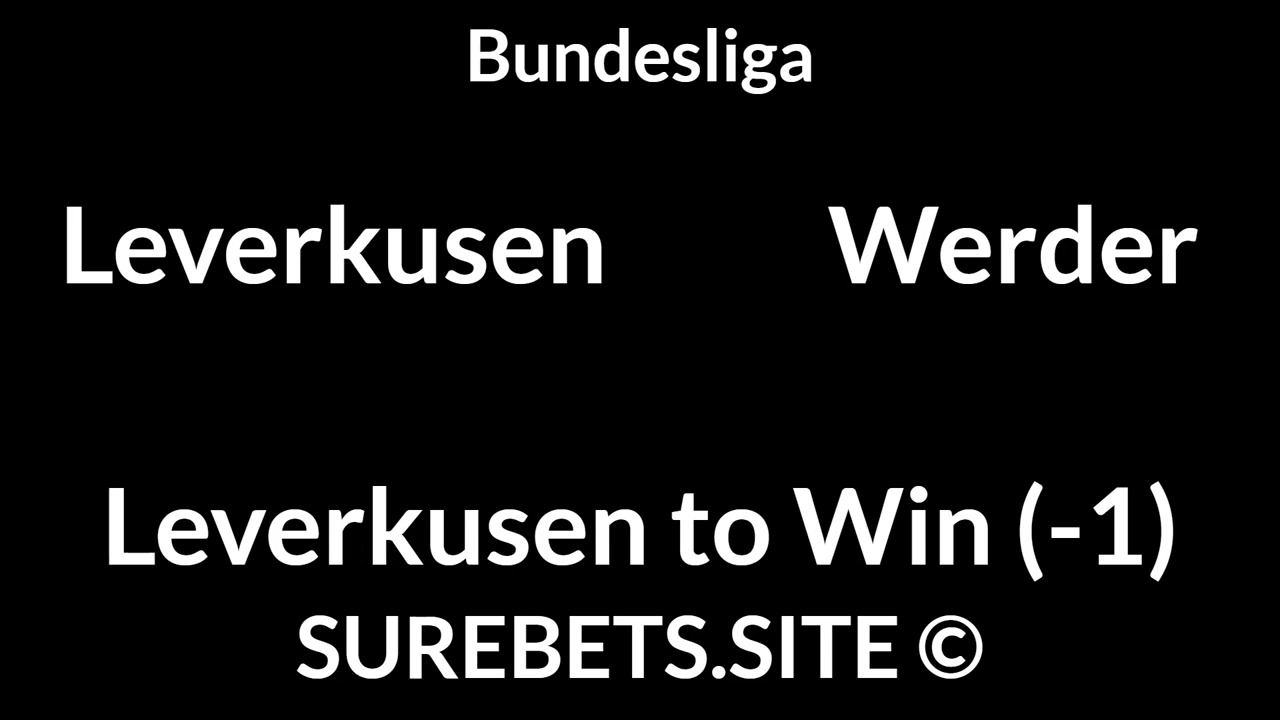 Bundesliga
Leverkusen Werder
Leverkusen to Win (-1)
SUREBETS.SITE ©